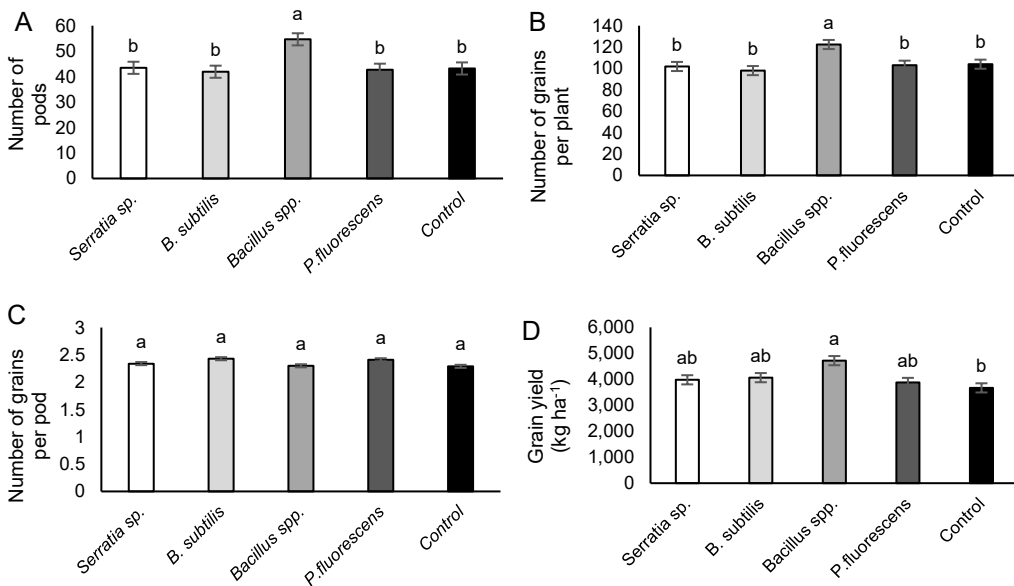 A
Number of
pods
60
50
40
30
20
10
0
b
b
a
b
b
Serratia sp.
B. subtilis
Bacillus spp.
P.fluorescens
Control
B
Number of grains
per plant
140
120
100
80
60
40
20
0
b
b
a
b
b
Serratia sp.
B. subtilis
Bacillus spp.
P.fluorescens
Control
C
Number of grains
per pod
3
2.5
2
1.5
1
0.5
0
a
a
a
a
a
Serratia sp.
B. subtilis
Bacillus spp.
P.fluorescens
Control
D
Grain yield
(kg ha⁻¹)
6,000
5,000
4,000
3,000
2,000
1,000
0,000
ab
ab
a
ab
b
Serratia sp.
B. subtilis
Bacillus spp.
P.fluorescens
Control